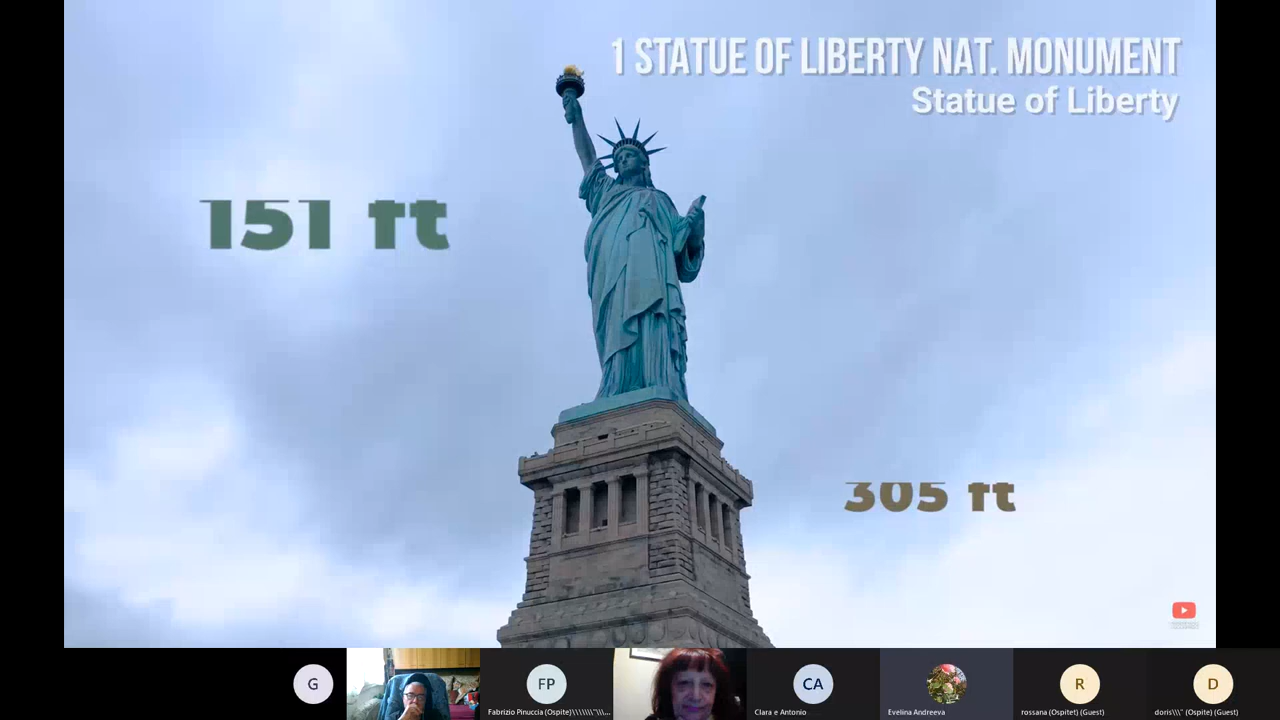 1 STATUE OF LIBERTY NAT. MONUMENT
Statue of Liberty
151 ft
305 ft
G
FP
CA
R
D
Fabrizio Pinuccia (Ospite)\\\\\\\"\\\...
Clara e Antonio
Evelina Andreeva
rossana (Ospitet) (Guest)
doris\\\" (Ospite) (Guest)